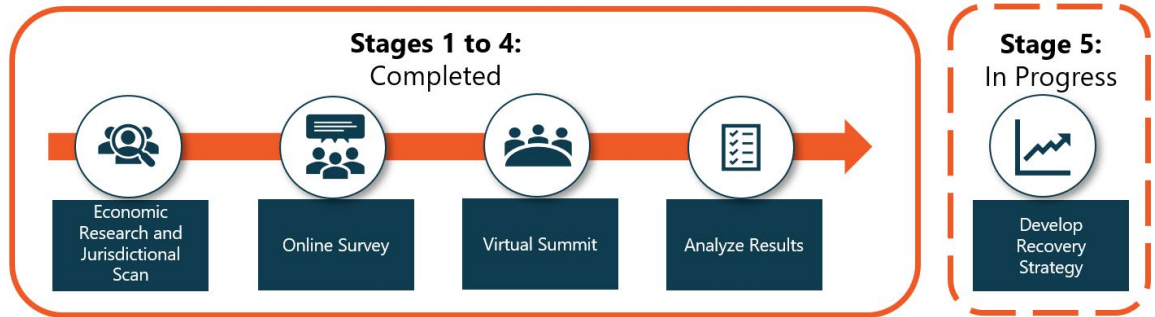 Stages 1 to 4:
Completed
Economic
Research and
Jurisdictional
Scan
Online Survey
Virtual Summit
Analyze Results
Stage 5:
In Progress
Develop
Recovery
Strategy